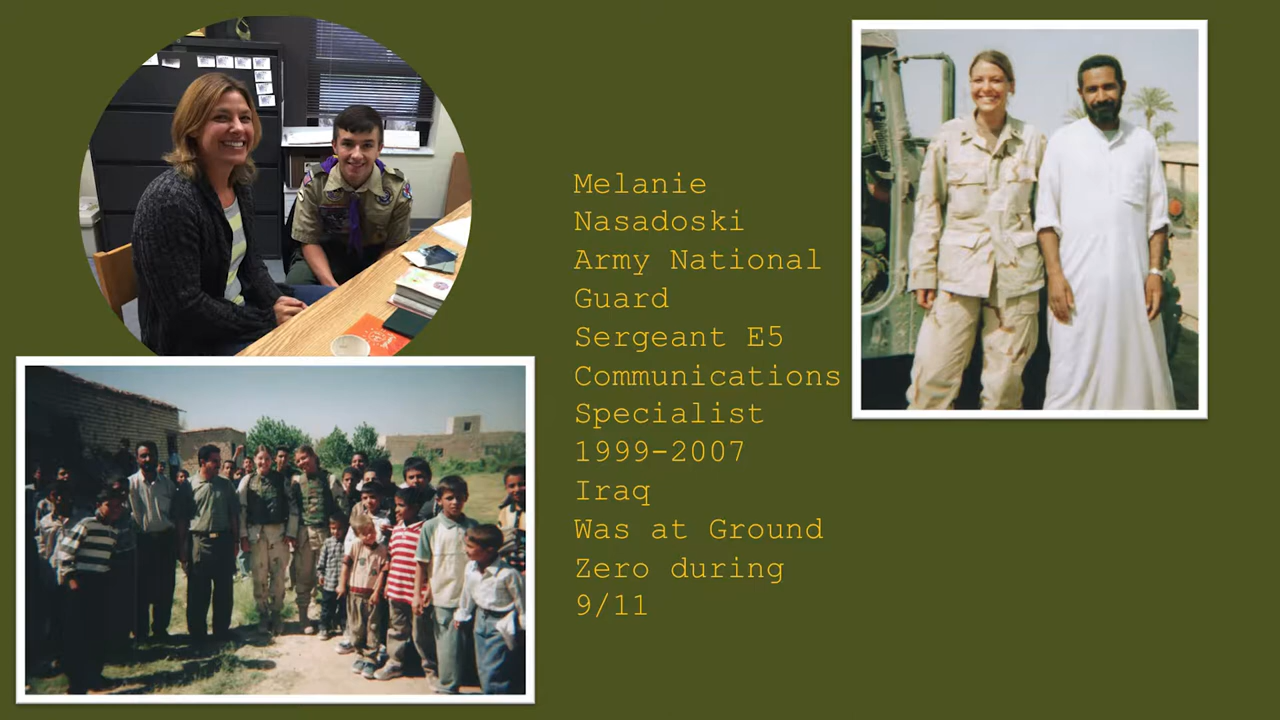 Melanie
Nasadoski
Army National
Guard
Sergeant E5
Communications
Specialist
1999-2007
Iraq
Was at Ground
Zero during
9/11